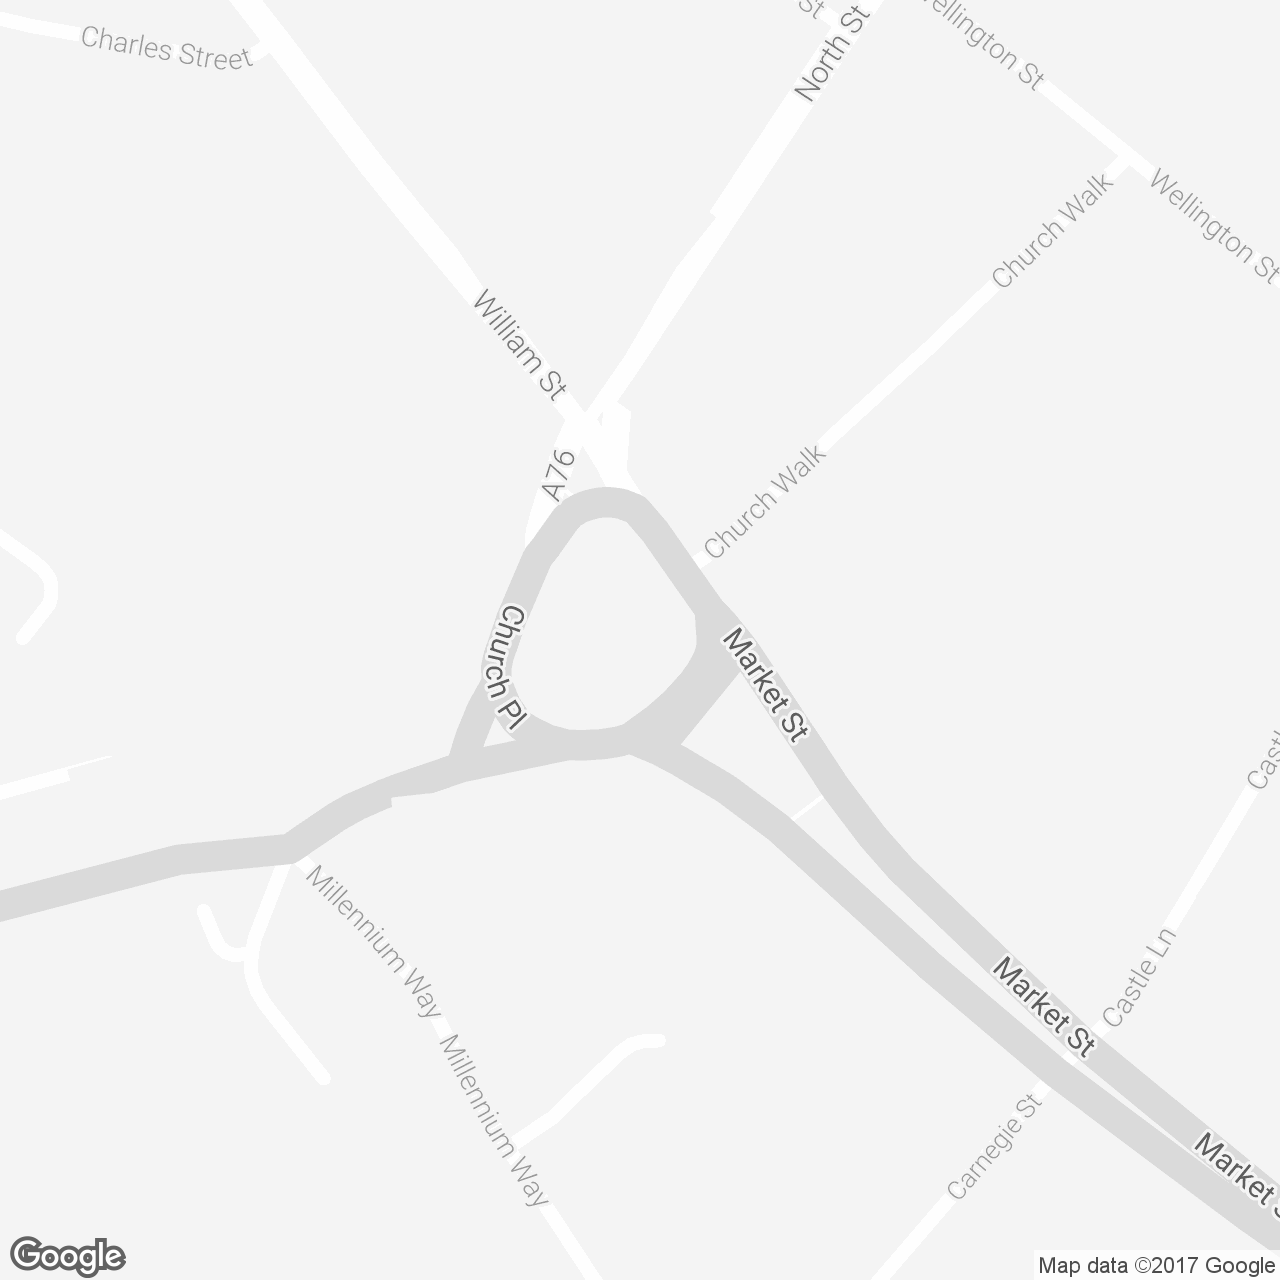 Charles Street
St
North St
Wellington St
Wellington St
Church Walk
William St
Church Walk
A76
Church Pl
Market St
Millennium Way
Market St
Castle Ln
Millennium Way
Carnegie St
Market S
Google
Map data ©2017 Google